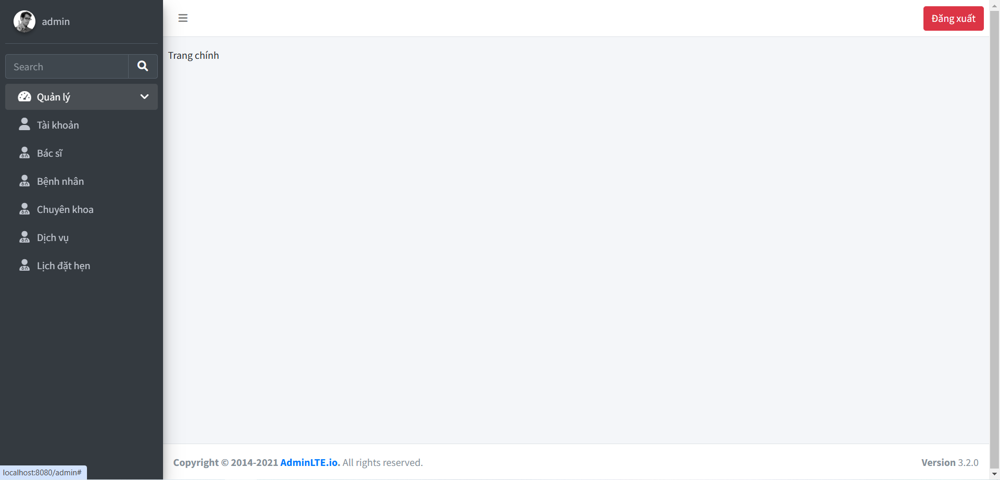 admin
Đăng xuất
Search
Trang chính
Quản lý
Tài khoản
Bác sĩ
Bệnh nhân
Chuyên khoa
Dịch vụ
Lịch đặt hẹn
Copyright © 2014-2021 AdminLTE.io. All rights reserved.
Version 3.2.0
localhost:8080/admin#